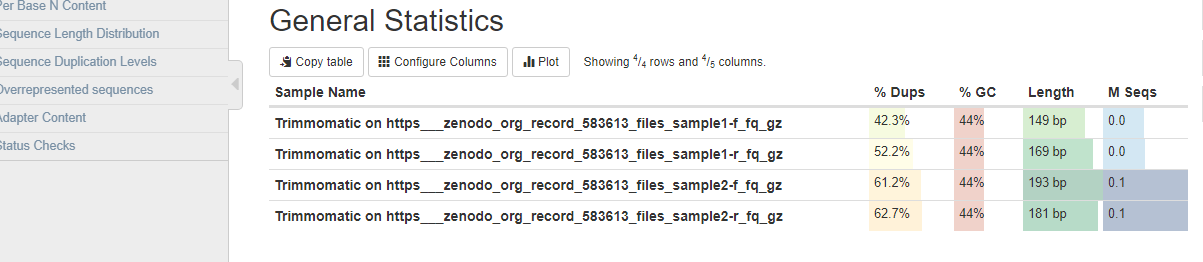 Per Base N Content
Sequence Length Distribution
Sequence Duplication Levels
Overrepresented sequences
Adapter Content
Status Checks
General Statistics
Copy table
Configure Columns
Plot
Showing 4/4 rows and 4/5 columns.
Sample Name % Dups % GC Length M Seqs
Trimmomatic on https___zenodo_org_record_583613_files_sample1-f_fq_gz 42.3% 44% 149 bp 0.0
Trimmomatic on https___zenodo_org_record_583613_files_sample1-r_fq_gz 52.2% 44% 169 bp 0.0
Trimmomatic on https___zenodo_org_record_583613_files_sample2-f_fq_gz 61.2% 44% 193 bp 0.1
Trimmomatic on https___zenodo_org_record_583613_files_sample2-r_fq_gz 62.7% 44% 181 bp 0.1